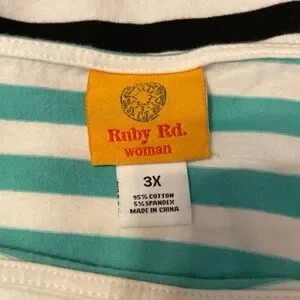 Ruby Rd.
woman
3X
95% COTTON
5% SPANDEX
MADE IN CHINA